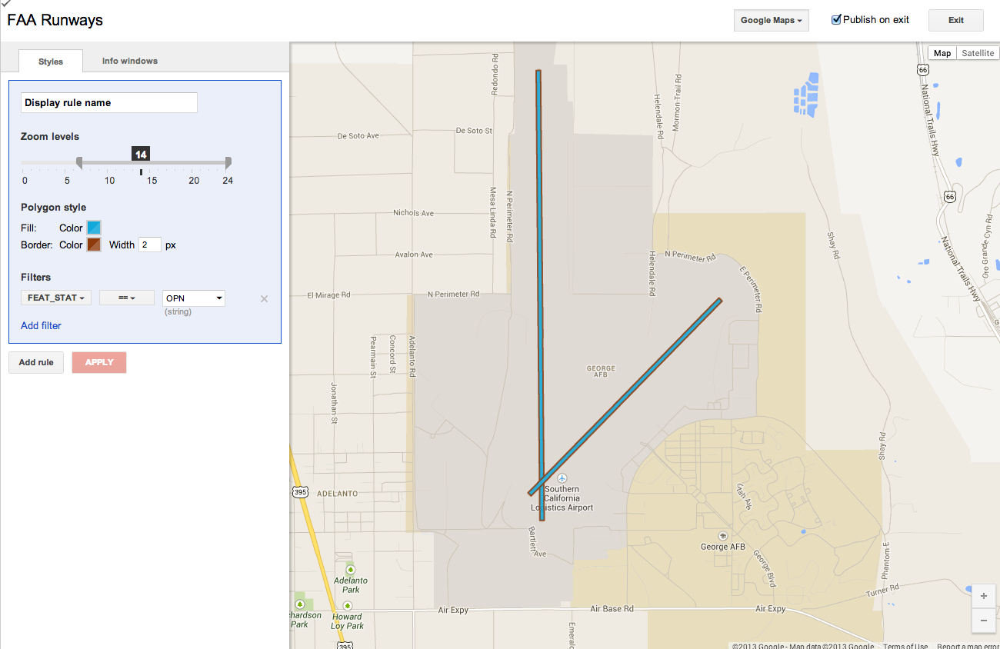 FAA Runways
Google Maps
Publish on exit
Exit
Styles
Info windows
Display rule name
Zoom levels
14
0 5 10 15 20 24
Polygon style
Fill: Color
Border: Color Width 2 px
Filters
FEAT_STAT == OPN
(string)
Add filter
Add rule
APPLY
Map
Satellite
66
National Trails Hwy
Redondo Rd
Helendale Rd
Mormon Trail Rd
De Soto Ave
De Soto St
Mesa Linda Rd
N Perimeter Rd
66
Nichols Ave
Shay Rd
National Trails Hwy
Oro Grande Cyn Rd
Avalon Ave
Helendale Rd
N Perimeter Rd
E Perimeter Rd
El Mirage Rd
N Perimeter Rd
Pearmain St
Concord St
Adelanto Rd
Jonathan St
GEORGE
AFB
Shay Rd
395
ADELANTO
Southern
California
Logistics Airport
Utah Ave
Bartlett
Ave
George AFB
George Blvd
Phantom E
Adelanto
Park
Turner Rd
chardson
Park
Howard
Loy Park
Air Expy
Air Base Rd
Air Expy
Emeral
395
+
−
©2013 Google - Map data ©2013 Google
Terms of Use
Report a map error